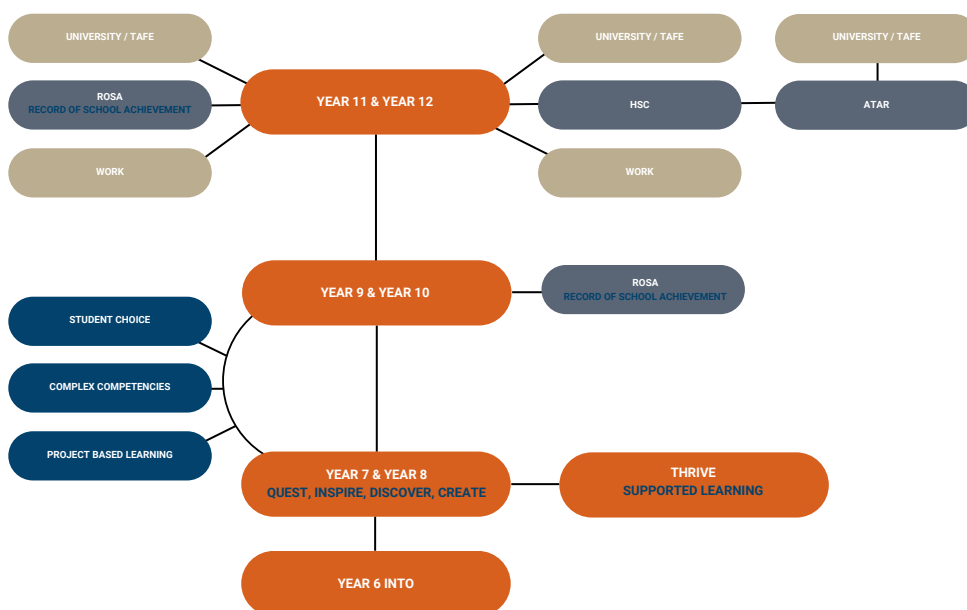 UNIVERSITY / TAFE
UNIVERSITY / TAFE
UNIVERSITY / TAFE
ROSA
RECORD OF SCHOOL ACHIEVEMENT
YEAR 11 & YEAR 12
HSC
ATAR
WORK
WORK
YEAR 9 & YEAR 10
ROSA
RECORD OF SCHOOL ACHIEVEMENT
STUDENT CHOICE
COMPLEX COMPETENCIES
PROJECT BASED LEARNING
YEAR 7 & YEAR 8
QUEST, INSPIRE, DISCOVER, CREATE
THRIVE
SUPPORTED LEARNING
YEAR 6 INTO